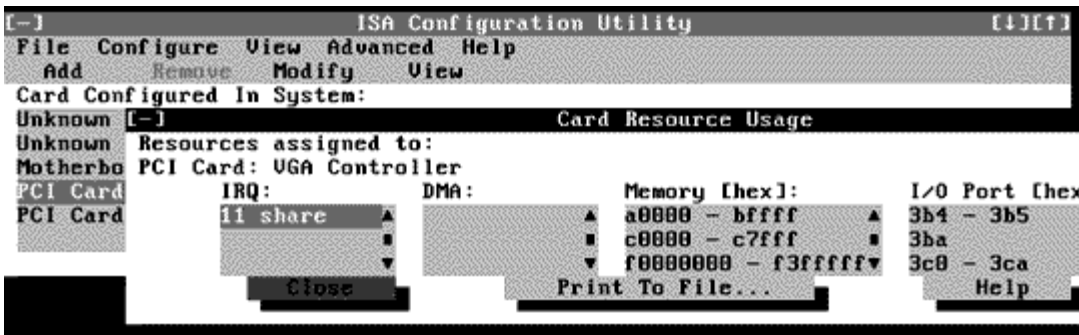 [-] ISA Configuration Utility [↓][↑]
File Configure View Advanced Help
Add Remove Modify View
Card Configured In System:
Unknown [-] Card Resource Usage
Unknown Resources assigned to:
Motherbo PCI Card: VGA Controller
PCI Card IRQ: DMA: Memory [hex]: I/O Port [hex
PCI Card 11 share a0000 - bffff 3b4 - 3b5
c0000 - c7fff 3ba
f0000000 - f3fffff 3c0 - 3ca
Close Print To File... Help